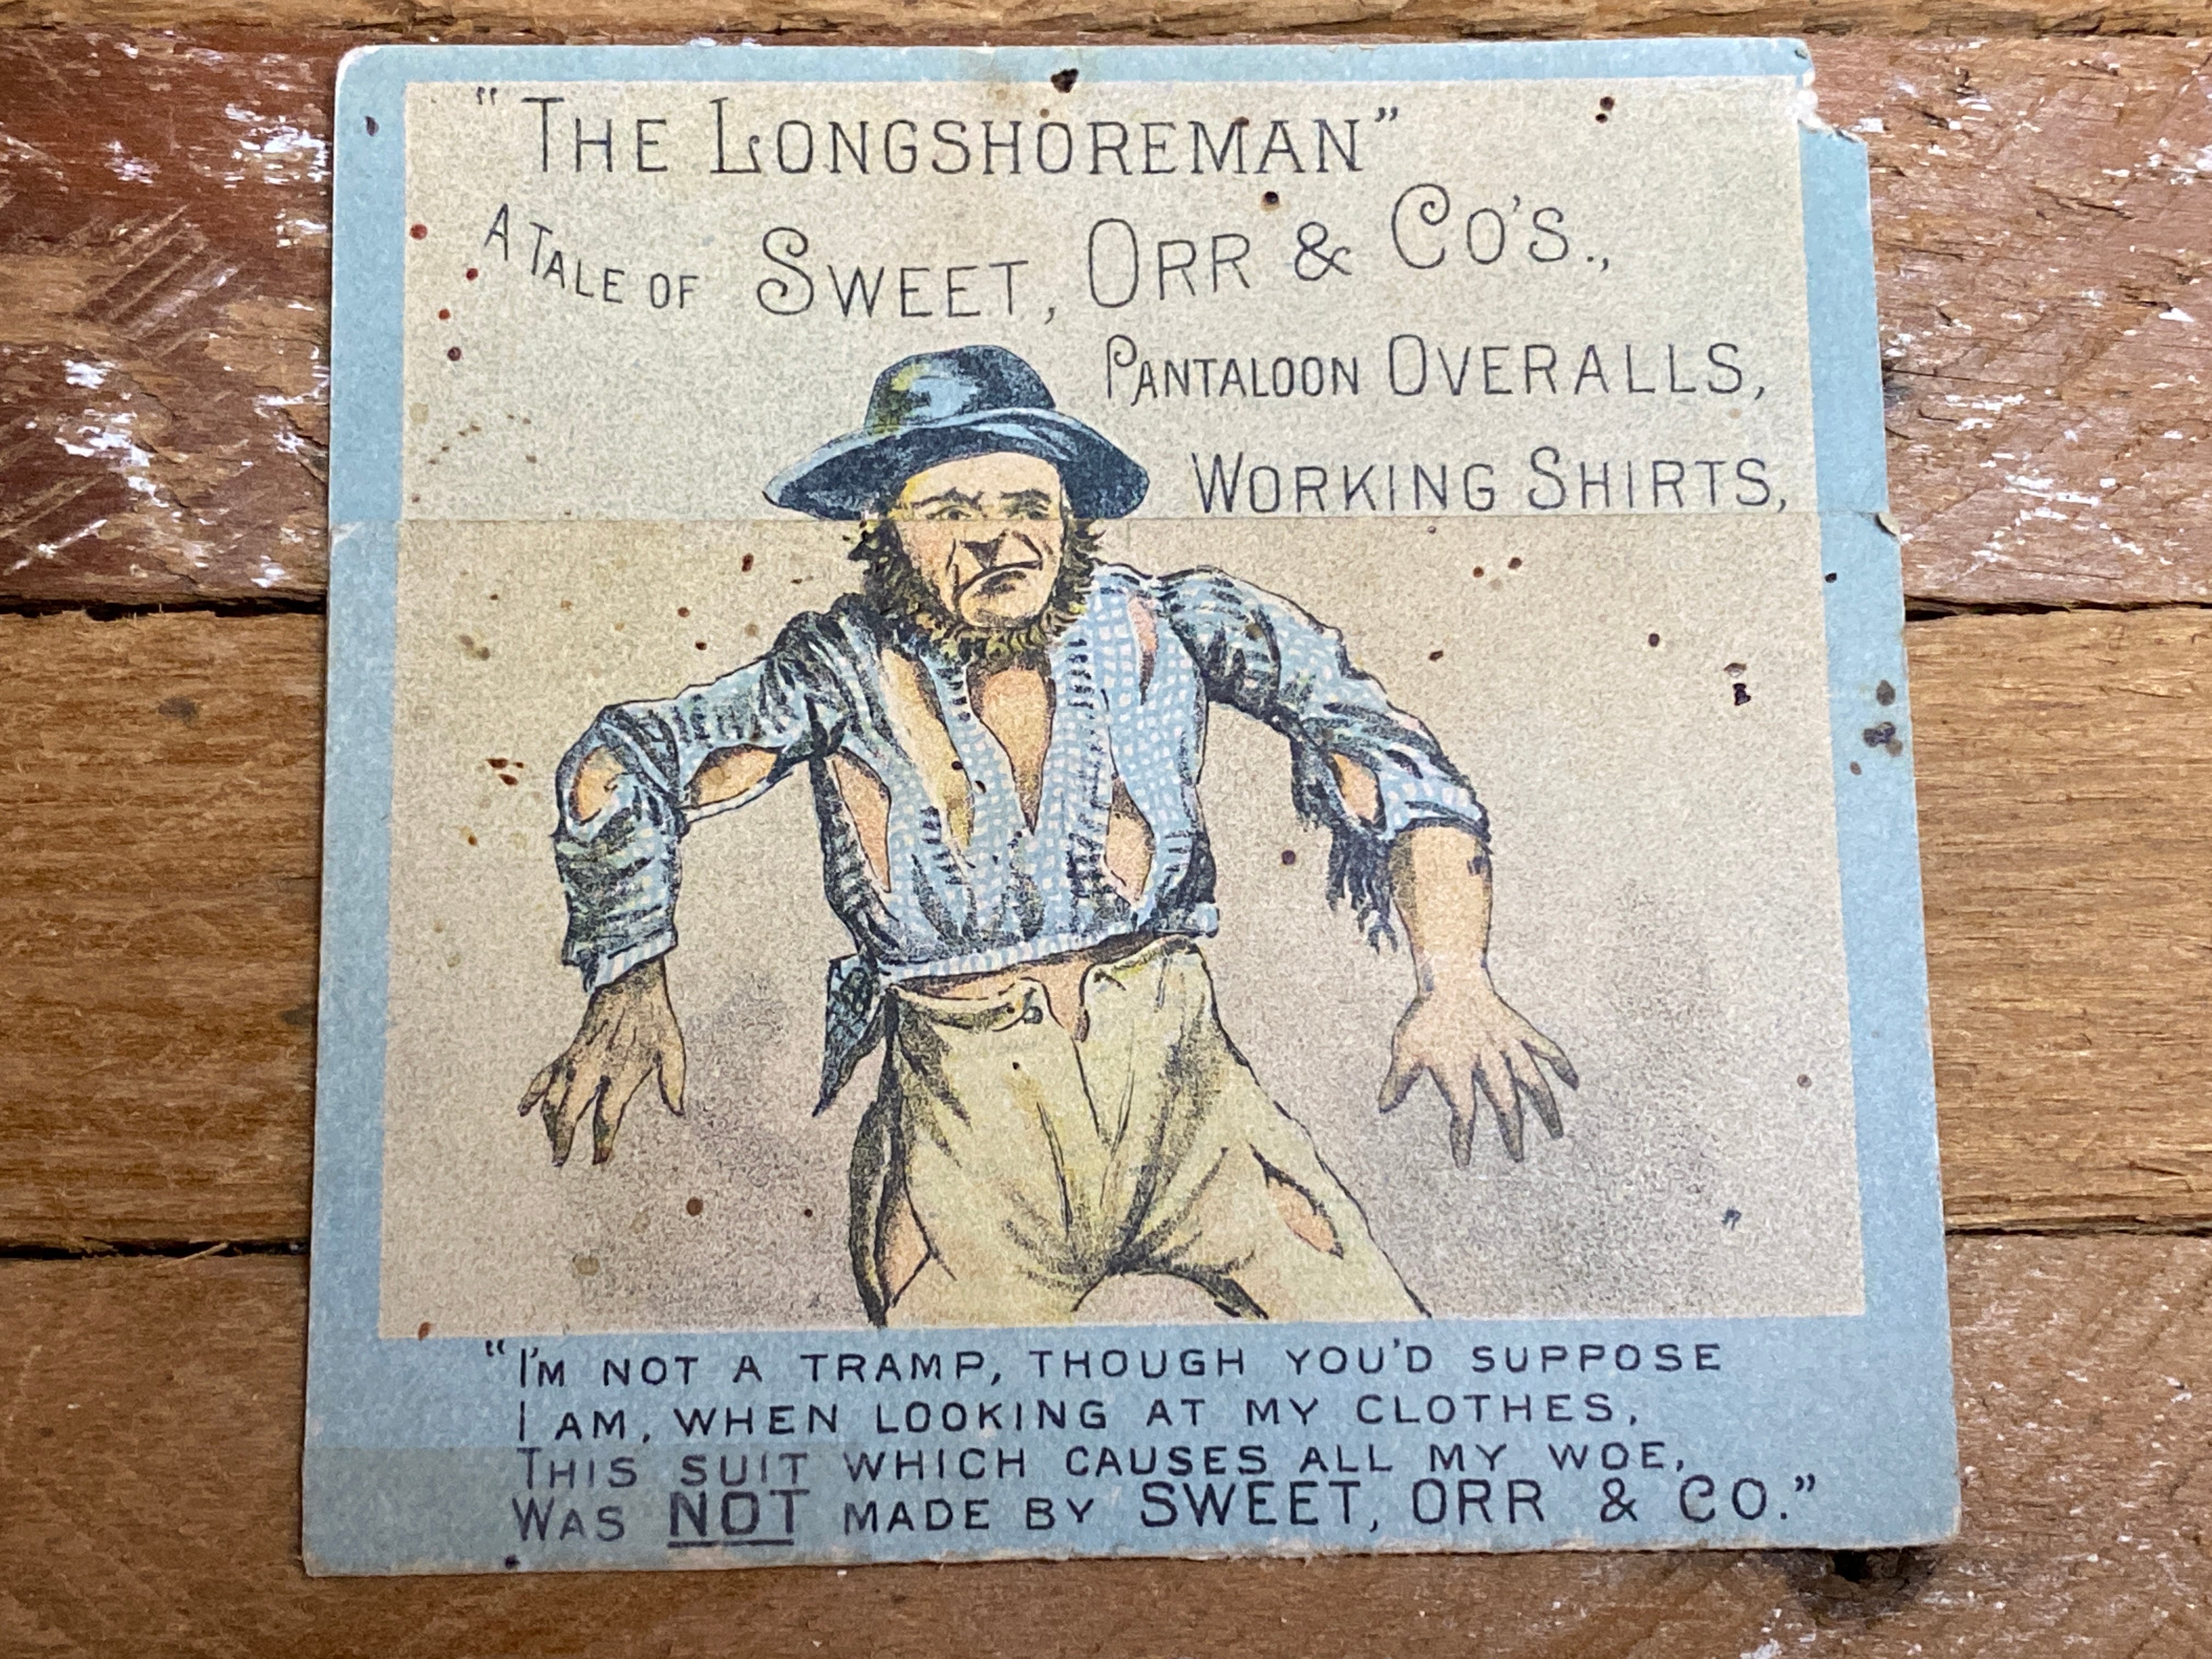 "THE LONGSHOREMAN"
A TALE OF SWEET, ORR & CO'S.,
PANTALOON OVERALLS,
WORKING SHIRTS,
"I'M NOT A TRAMP, THOUGH YOU'D SUPPOSE
I AM, WHEN LOOKING AT MY CLOTHES,
THIS SUIT WHICH CAUSES ALL MY WOE,
WAS NOT MADE BY SWEET, ORR & CO."